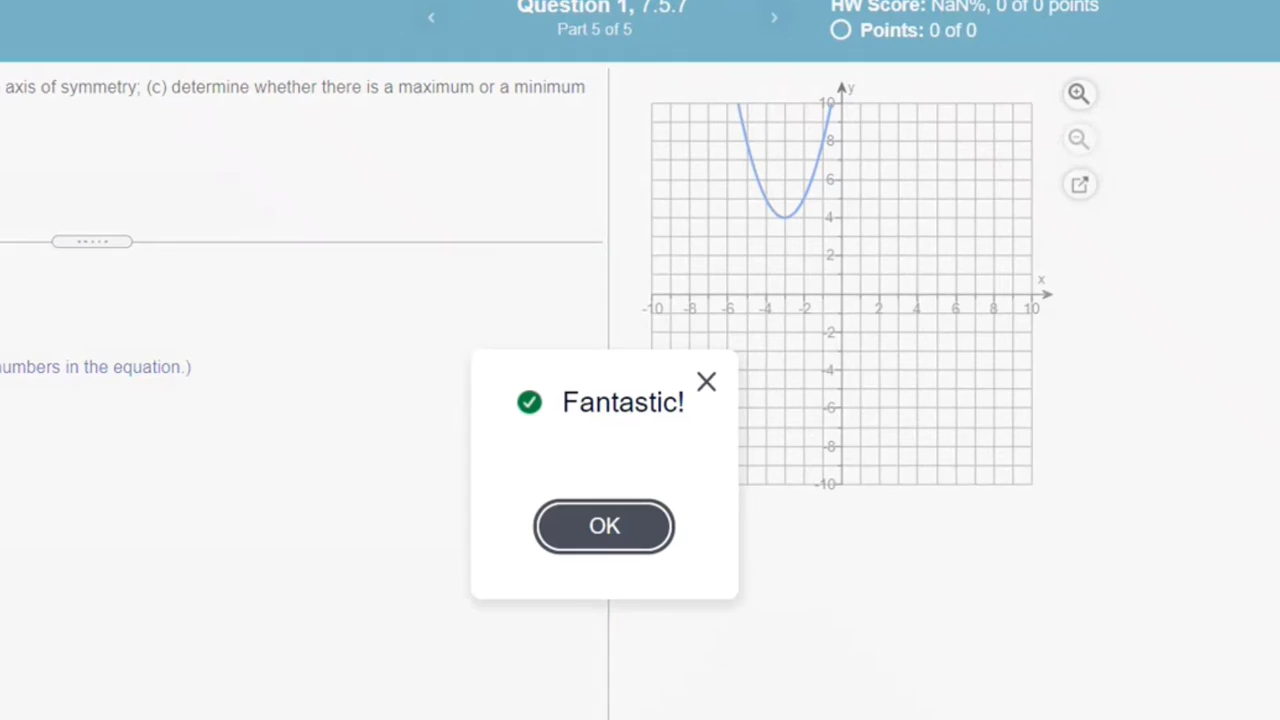 Question 1, 7.5.7
Part 5 of 5
HW Score: NaN%, 0 of 0 points
Points: 0 of 0
axis of symmetry; (c) determine whether there is a maximum or a minimum
numbers in the equation.)
y
10
8
6
4
2
x
-10 -8 -6 -4 -2 2 4 6 8 10
-2
-4
-6
-8
-10
Fantastic!
OK